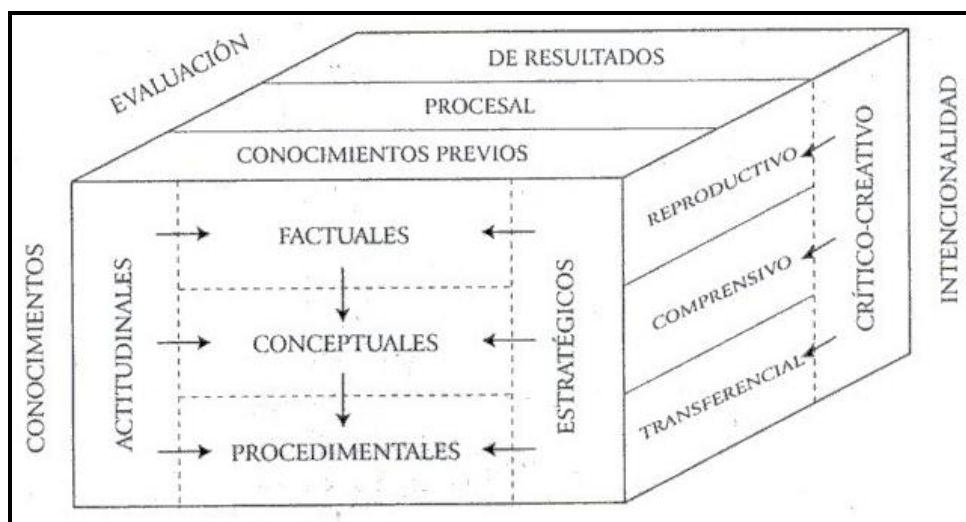 EVALUACIÓN
DE RESULTADOS
PROCESAL
CONOCIMIENTOS PREVIOS
CONOCIMIENTOS
ACTITUDINALES
FACTUALES
CONCEPTUALES
PROCEDIMENTALES
ESTRATÉGICOS
REPRODUCTIVO
COMPRENSIVO
TRANSFERENCIAL
CRÍTICO-CREATIVO
INTENCIONALIDAD